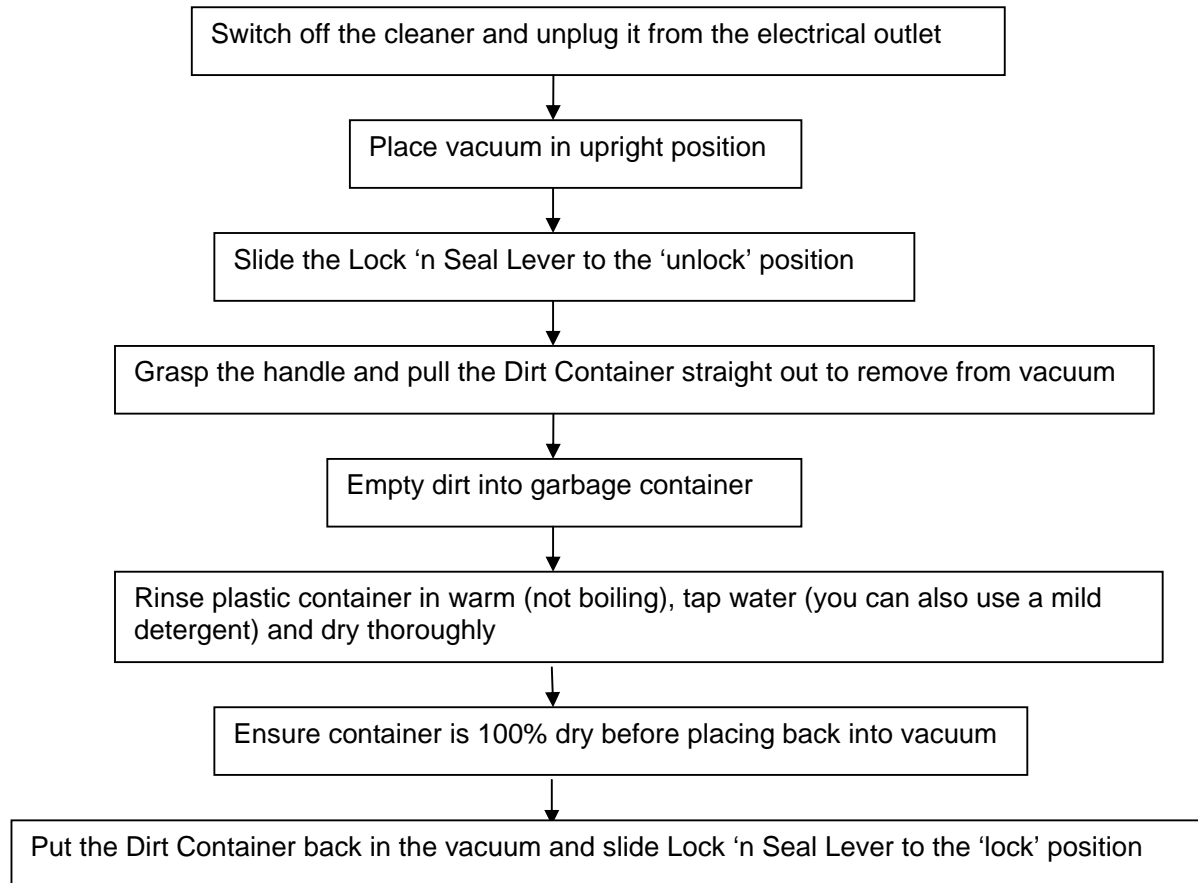 Switch off the cleaner and unplug it from the electrical outlet
Place vacuum in upright position
Slide the Lock ‘n Seal Lever to the ‘unlock’ position
Grasp the handle and pull the Dirt Container straight out to remove from vacuum
Empty dirt into garbage container
Rinse plastic container in warm (not boiling), tap water (you can also use a mild
detergent) and dry thoroughly
Ensure container is 100% dry before placing back into vacuum
Put the Dirt Container back in the vacuum and slide Lock ‘n Seal Lever to the ‘lock’ position